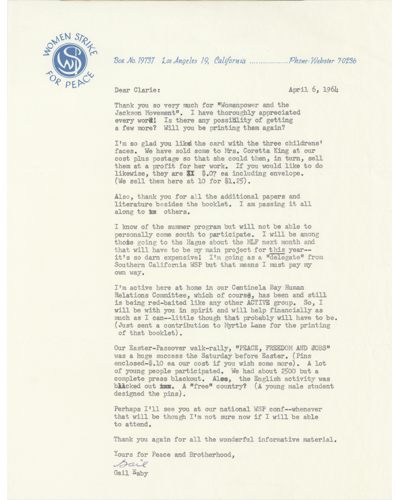 WOMEN STRIKE
WSP
FOR PEACE
Box No. 19737 Los Angeles 19, California ............... Phone: Webster 70236
Dear Clarie: April 6, 1964
Thank you so very much for "Womanpower and the
Jackson Movement". I have thoroughly appreciated
every word! Is there any possibility of getting
a few more? Will you be printing them again?
I'm so glad you liked the card with the three childrens'
faces. We have sold some to Mrs. Coretta King at our
cost plus postage so that she could then, in turn, sell
them at a profit for her work. If you would like to do
likewise, they are $.07 ea including envelope.
(We sell them here at 10 for $1.25).
Also, thank you for all the additional papers and
literature besides the booklet. I am passing it all
along to others.
I know of the summer program but will not be able to
personally come south to participate. I will be among
those going to the Hague about the MLF next month and
that will have to be my main project for this year--
it's so darn expensive! I'm going as a "delegate" from
Southern California WSP but that means I must pay my
own way.
I'm active here at home in our Centinela Bay Human
Relations Committee, which of course, has been and still
is being red-baited like any other ACTIVE group. So, I
will be with you in spirit and will help financially as
much as I can--little though that probably will have to be.
(Just sent a contribution to Myrtle Lane for the printing
of that booklet).
Our Easter-Passover walk-rally, "PEACE, FREEDOM AND JOBS"
was a huge success the Saturday before Easter. (Pins
enclosed-$.10 ea our cost if you wish some more). A lot
of young people participated. We had about 2500 but a
complete press blackout. Also, the English activity was
blacked out. A "free" country? (A young male student
designed the pins).
Perhaps I'll see you at our national WSP conf--whenever
that will be though I'm not sure now if I will be able
to attend.
Thank you again for all the wonderful informative material.
Yours for Peace and Brotherhood,
Gail
Gail Eaby